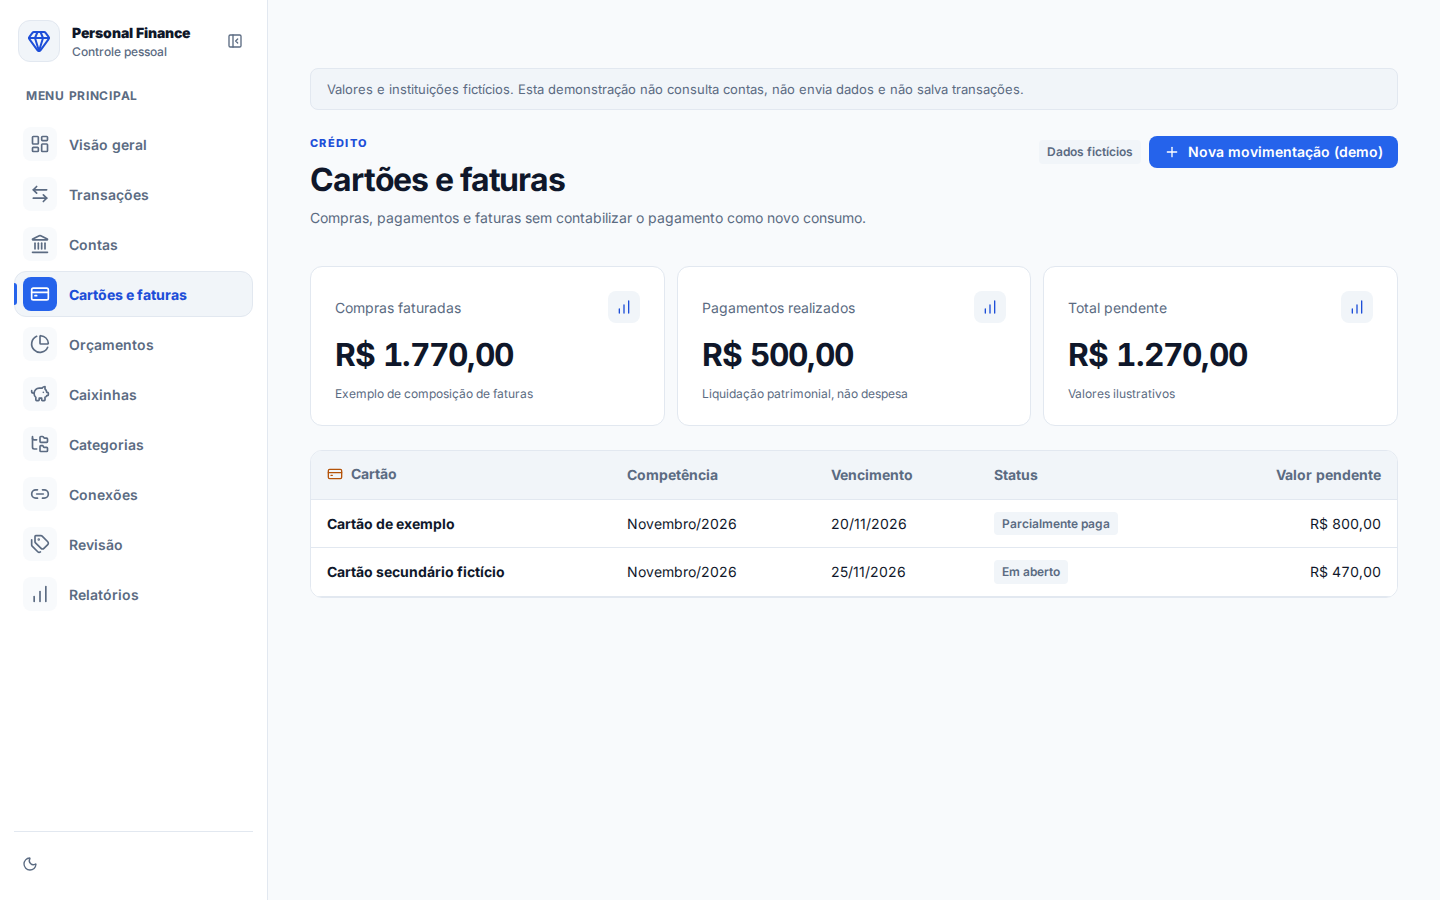 Personal Finance
Controle pessoal
MENU PRINCIPAL
Visão geral
Transações
Contas
Cartões e faturas
Orçamentos
Caixinhas
Categorias
Conexões
Revisão
Relatórios
Valores e instituições fictícios. Esta demonstração não consulta contas, não envia dados e não salva transações.
CRÉDITO
Cartões e faturas
Compras, pagamentos e faturas sem contabilizar o pagamento como novo consumo.
Dados fictícios
Nova movimentação (demo)
Compras faturadas
R$ 1.770,00
Exemplo de composição de faturas
Pagamentos realizados
R$ 500,00
Liquidação patrimonial, não despesa
Total pendente
R$ 1.270,00
Valores ilustrativos
Cartão Competência Vencimento Status Valor pendente
Cartão de exemplo Novembro/2026 20/11/2026 Parcialmente paga R$ 800,00
Cartão secundário fictício Novembro/2026 25/11/2026 Em aberto R$ 470,00